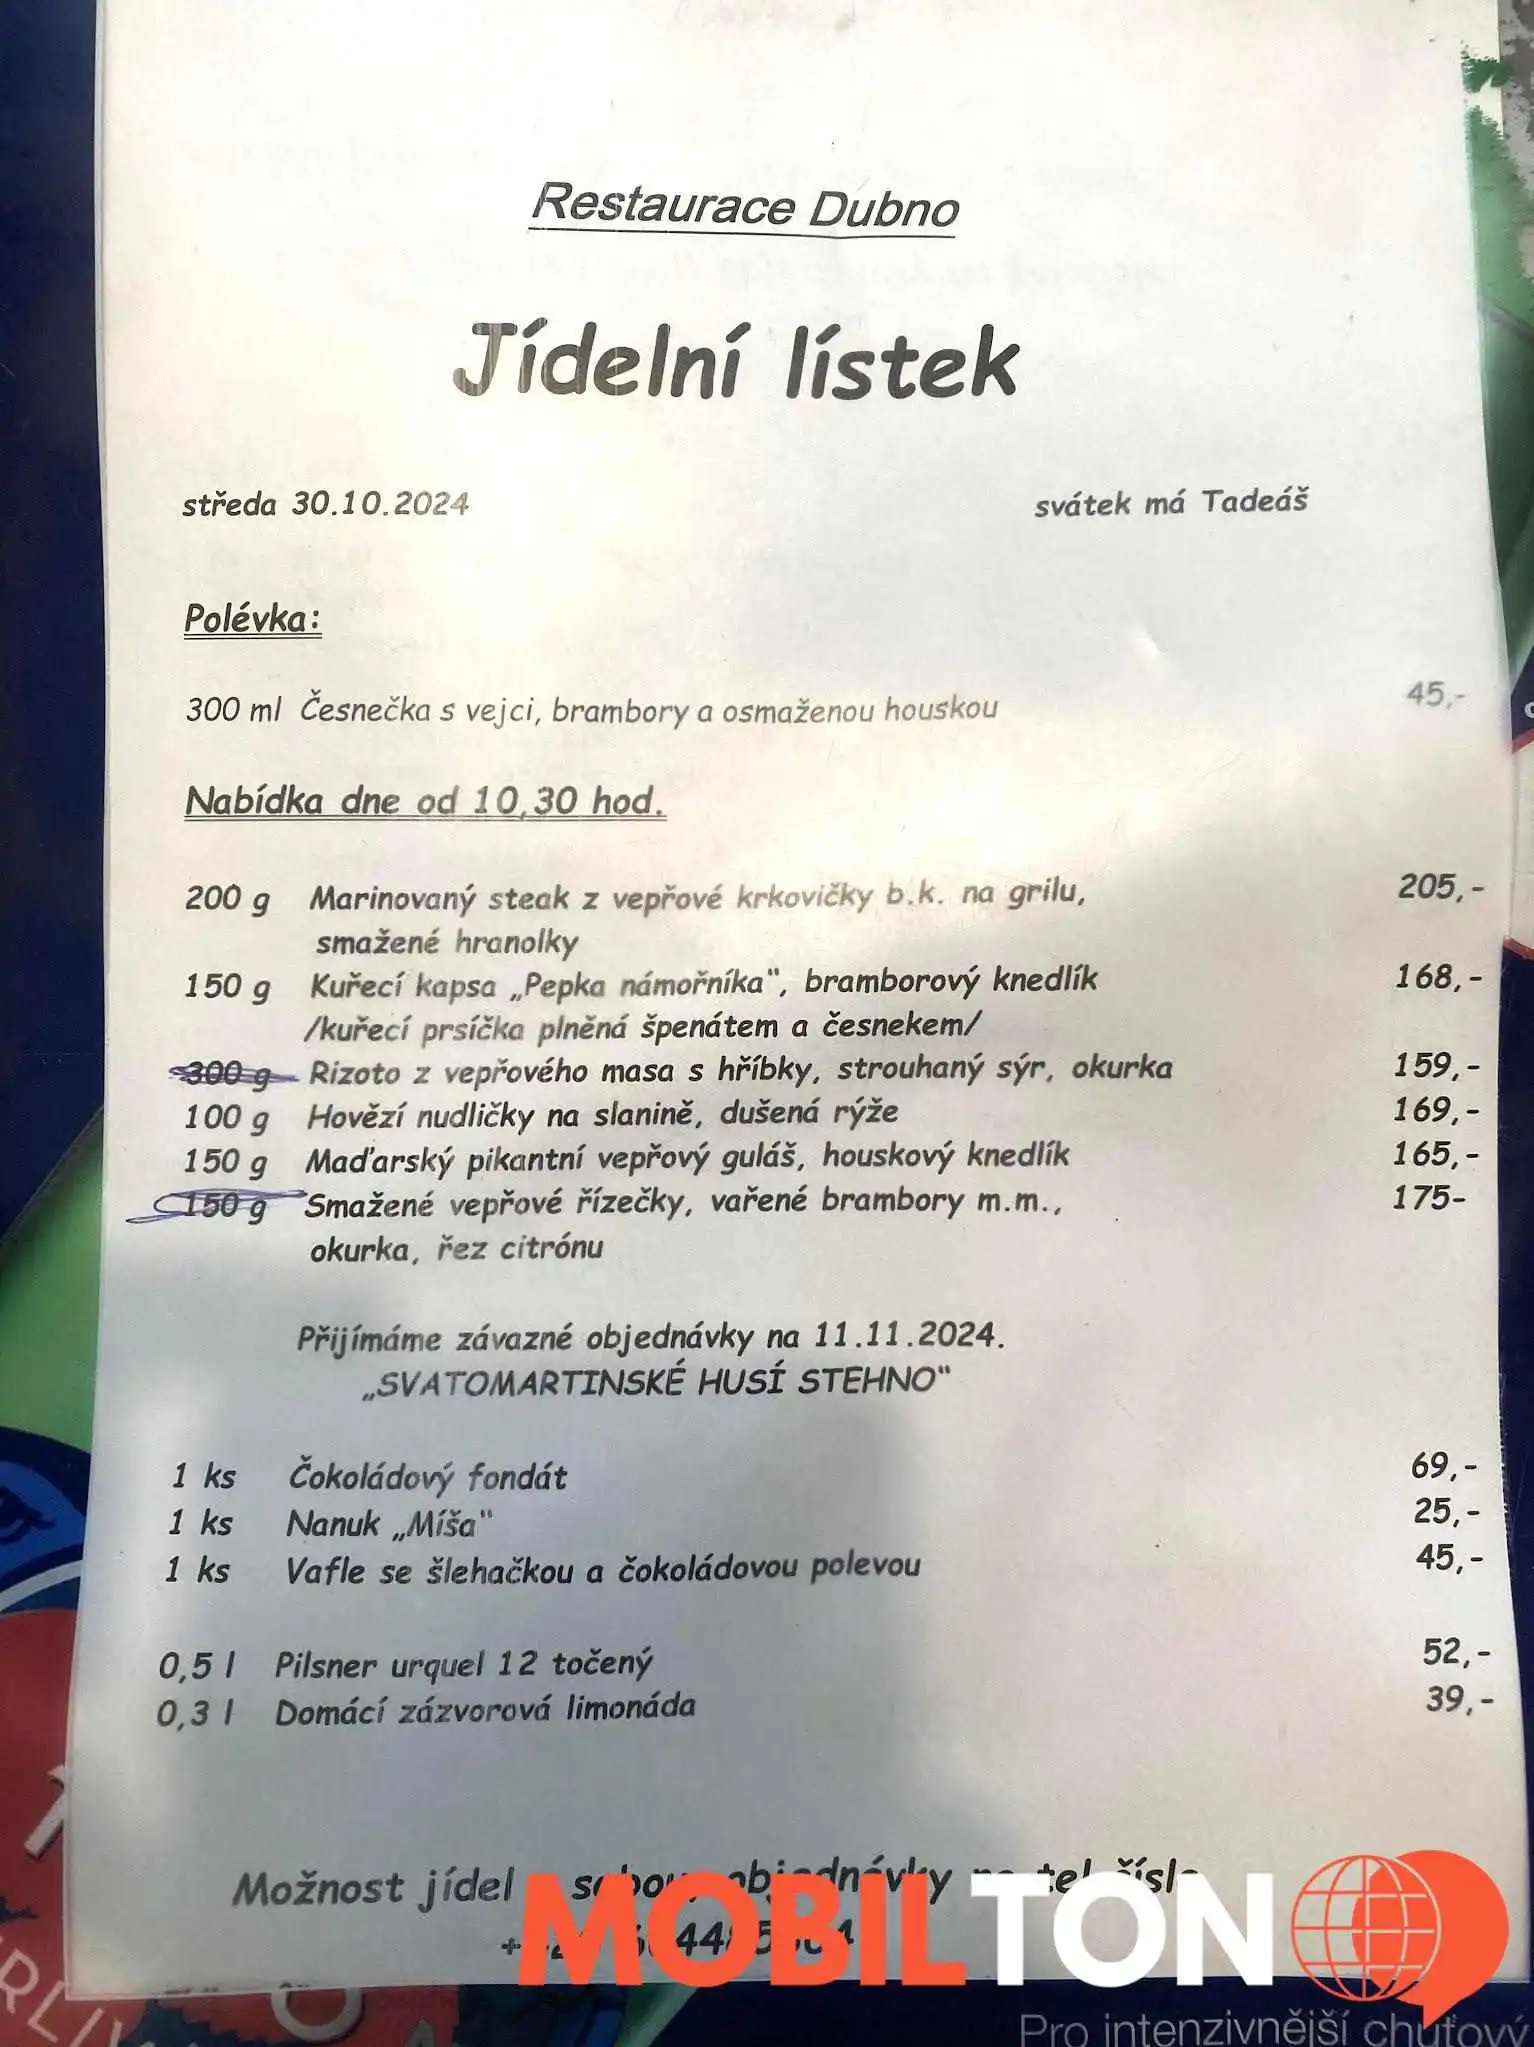 Restaurace Dubno
Jídelní lístek
středa 30.10.2024 svátek má Tadeáš
Polévka:
300 ml Česnečka s vejci, brambory a osmaženou houskou 45,-
Nabídka dne od 10,30 hod.
200 g Marinovaný steak z vepřové krkovičky b.k. na grilu, 205,-
smažené hranolky
150 g Kuřecí kapsa „Pepka námořníka", bramborový knedlík 168,-
/kuřecí prsíčka plněná špenátem a česnekem/
300 g Rizoto z vepřového masa s hříbky, strouhaný sýr, okurka 159,-
100 g Hovězí nudličky na slanině, dušená rýže 169,-
150 g Maďarský pikantní vepřový guláš, houskový knedlík 165,-
150 g Smažené vepřové řízečky, vařené brambory m.m., 175-
okurka, řez citrónu
Přijímáme závazné objednávky na 11.11.2024.
„SVATOMARTINSKÉ HUSÍ STEHNO"
1 ks Čokoládový fondát 69,-
1 ks Nanuk „Míša" 25,-
1 ks Vafle se šlehačkou a čokoládovou polevou 45,-
0,5 l Pilsner urquel 12 točený 52,-
0,3 l Domácí zázvorová limonáda 39,-
Možnost jídel sebou, objednávky
MOBILTON
Pro intenzivnější chuťový